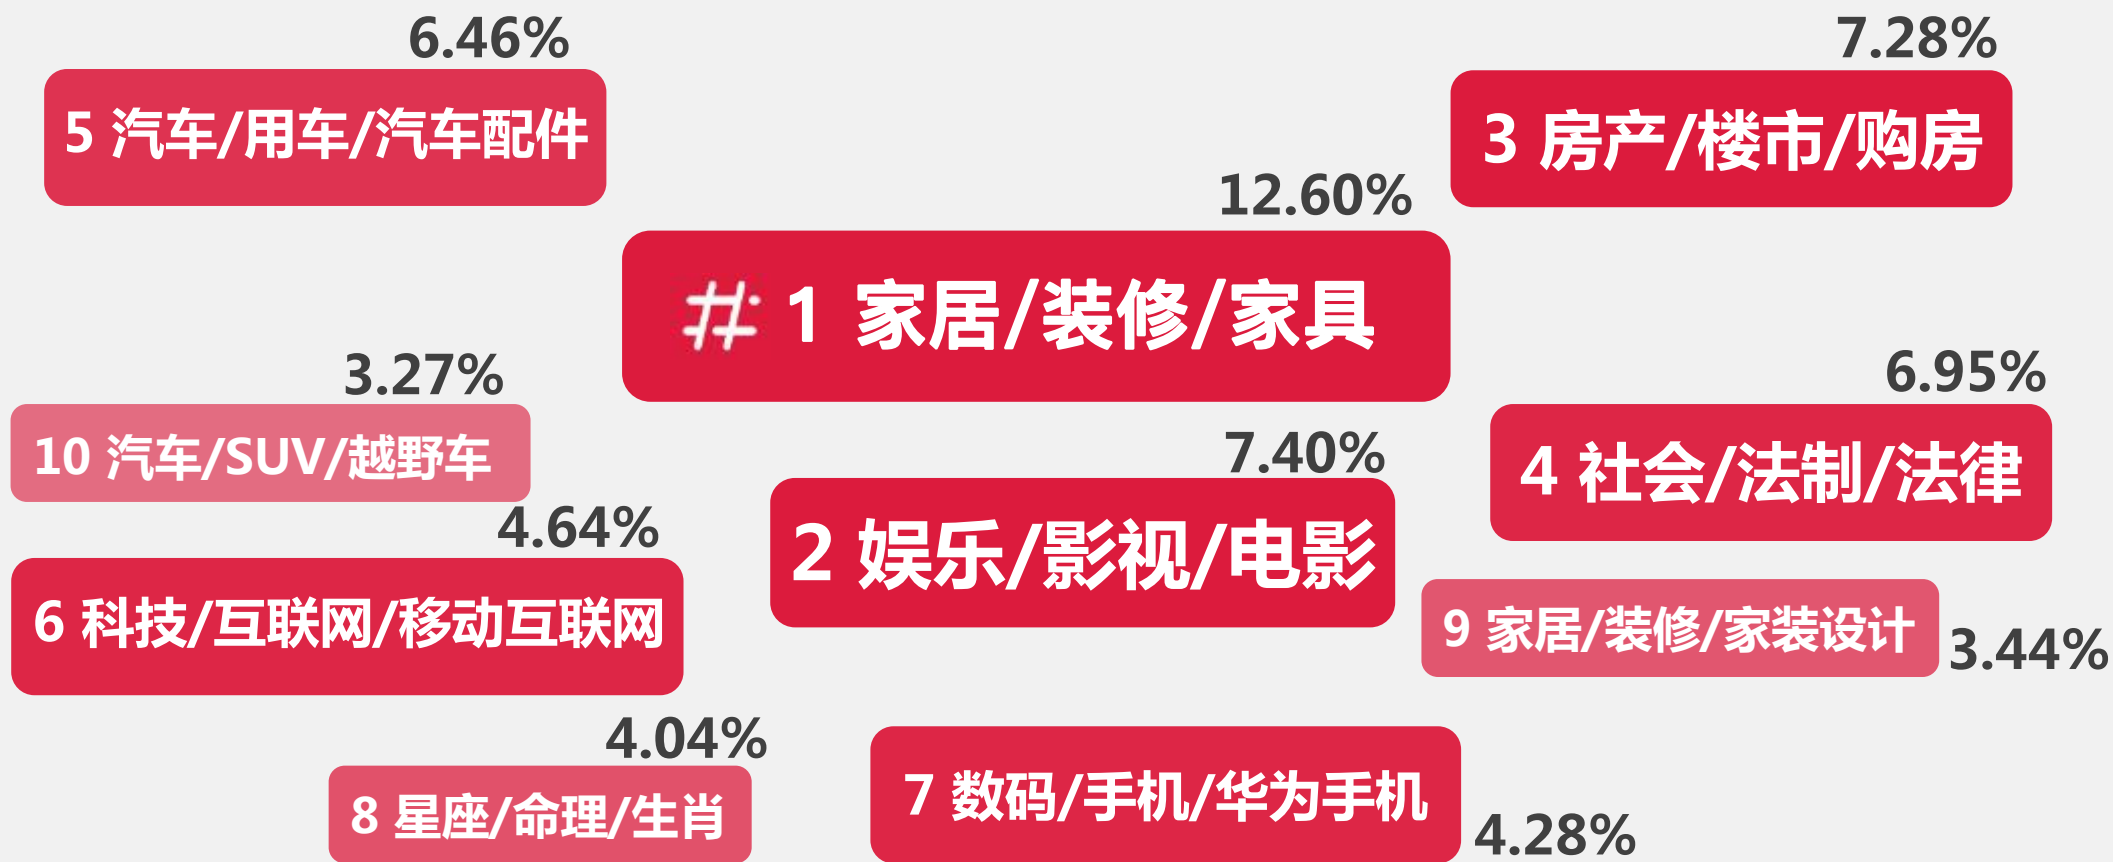 6.46%
5 汽车/用车/汽车配件
7.28%
3 房产/楼市/购房
12.60%
# 1 家居/装修/家具
3.27%
10 汽车/SUV/越野车
6.95%
4 社会/法制/法律
7.40%
2 娱乐/影视/电影
4.64%
6 科技/互联网/移动互联网
9 家居/装修/家装设计
3.44%
4.04%
8 星座/命理/生肖
7 数码/手机/华为手机
4.28%